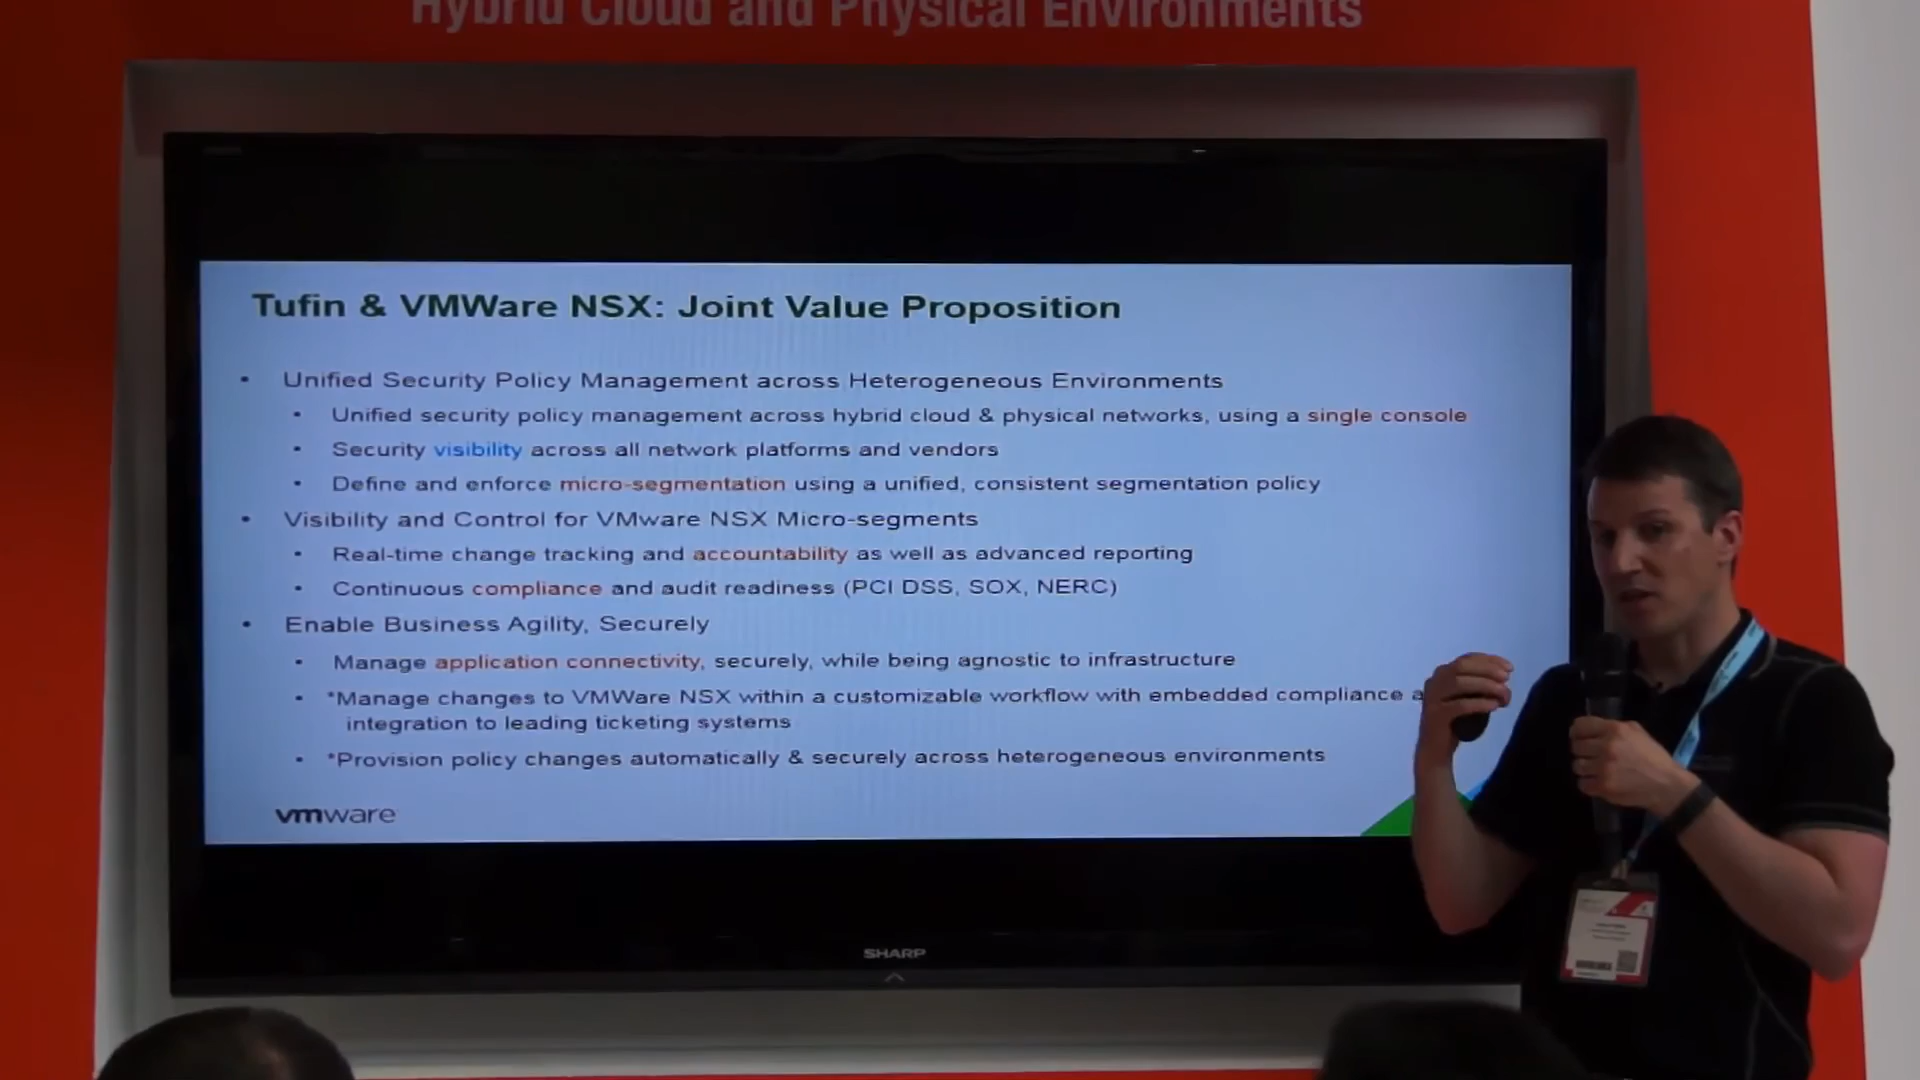 Hybrid Cloud and Physical Environments
Tufin & VMWare NSX: Joint Value Proposition
• Unified Security Policy Management across Heterogeneous Environments
• Unified security policy management across hybrid cloud & physical networks, using a single console
• Security visibility across all network platforms and vendors
• Define and enforce micro-segmentation using a unified, consistent segmentation policy
• Visibility and Control for VMware NSX Micro-segments
• Real-time change tracking and accountability as well as advanced reporting
• Continuous compliance and audit readiness (PCI DSS, SOX, NERC)
• Enable Business Agility, Securely
• Manage application connectivity, securely, while being agnostic to infrastructure
• *Manage changes to VMWare NSX within a customizable workflow with embedded compliance
integration to leading ticketing systems
• *Provision policy changes automatically & securely across heterogeneous environments
vmware
SHARP